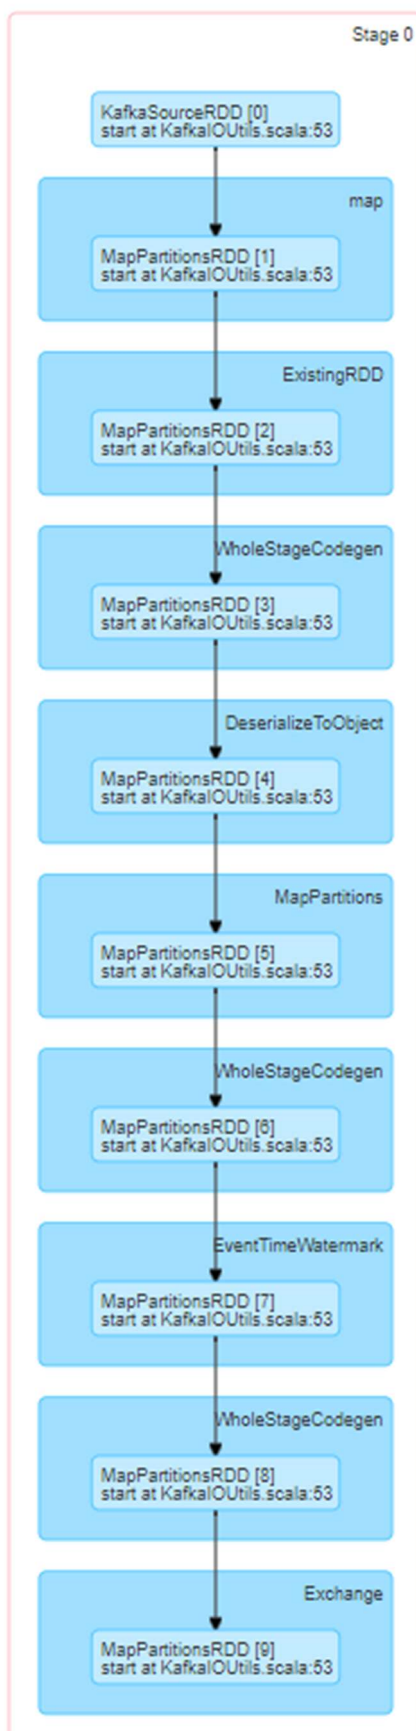 Stage 0
KafkaSourceRDD [0]
start at KafkaIOUtils.scala:53
map
MapPartitionsRDD [1]
start at KafkaIOUtils.scala:53
ExistingRDD
MapPartitionsRDD [2]
start at KafkaIOUtils.scala:53
WholeStageCodegen
MapPartitionsRDD [3]
start at KafkaIOUtils.scala:53
DeserializeToObject
MapPartitionsRDD [4]
start at KafkaIOUtils.scala:53
MapPartitions
MapPartitionsRDD [5]
start at KafkaIOUtils.scala:53
WholeStageCodegen
MapPartitionsRDD [6]
start at KafkaIOUtils.scala:53
EventTimeWatermark
MapPartitionsRDD [7]
start at KafkaIOUtils.scala:53
WholeStageCodegen
MapPartitionsRDD [8]
start at KafkaIOUtils.scala:53
Exchange
MapPartitionsRDD [9]
start at KafkaIOUtils.scala:53